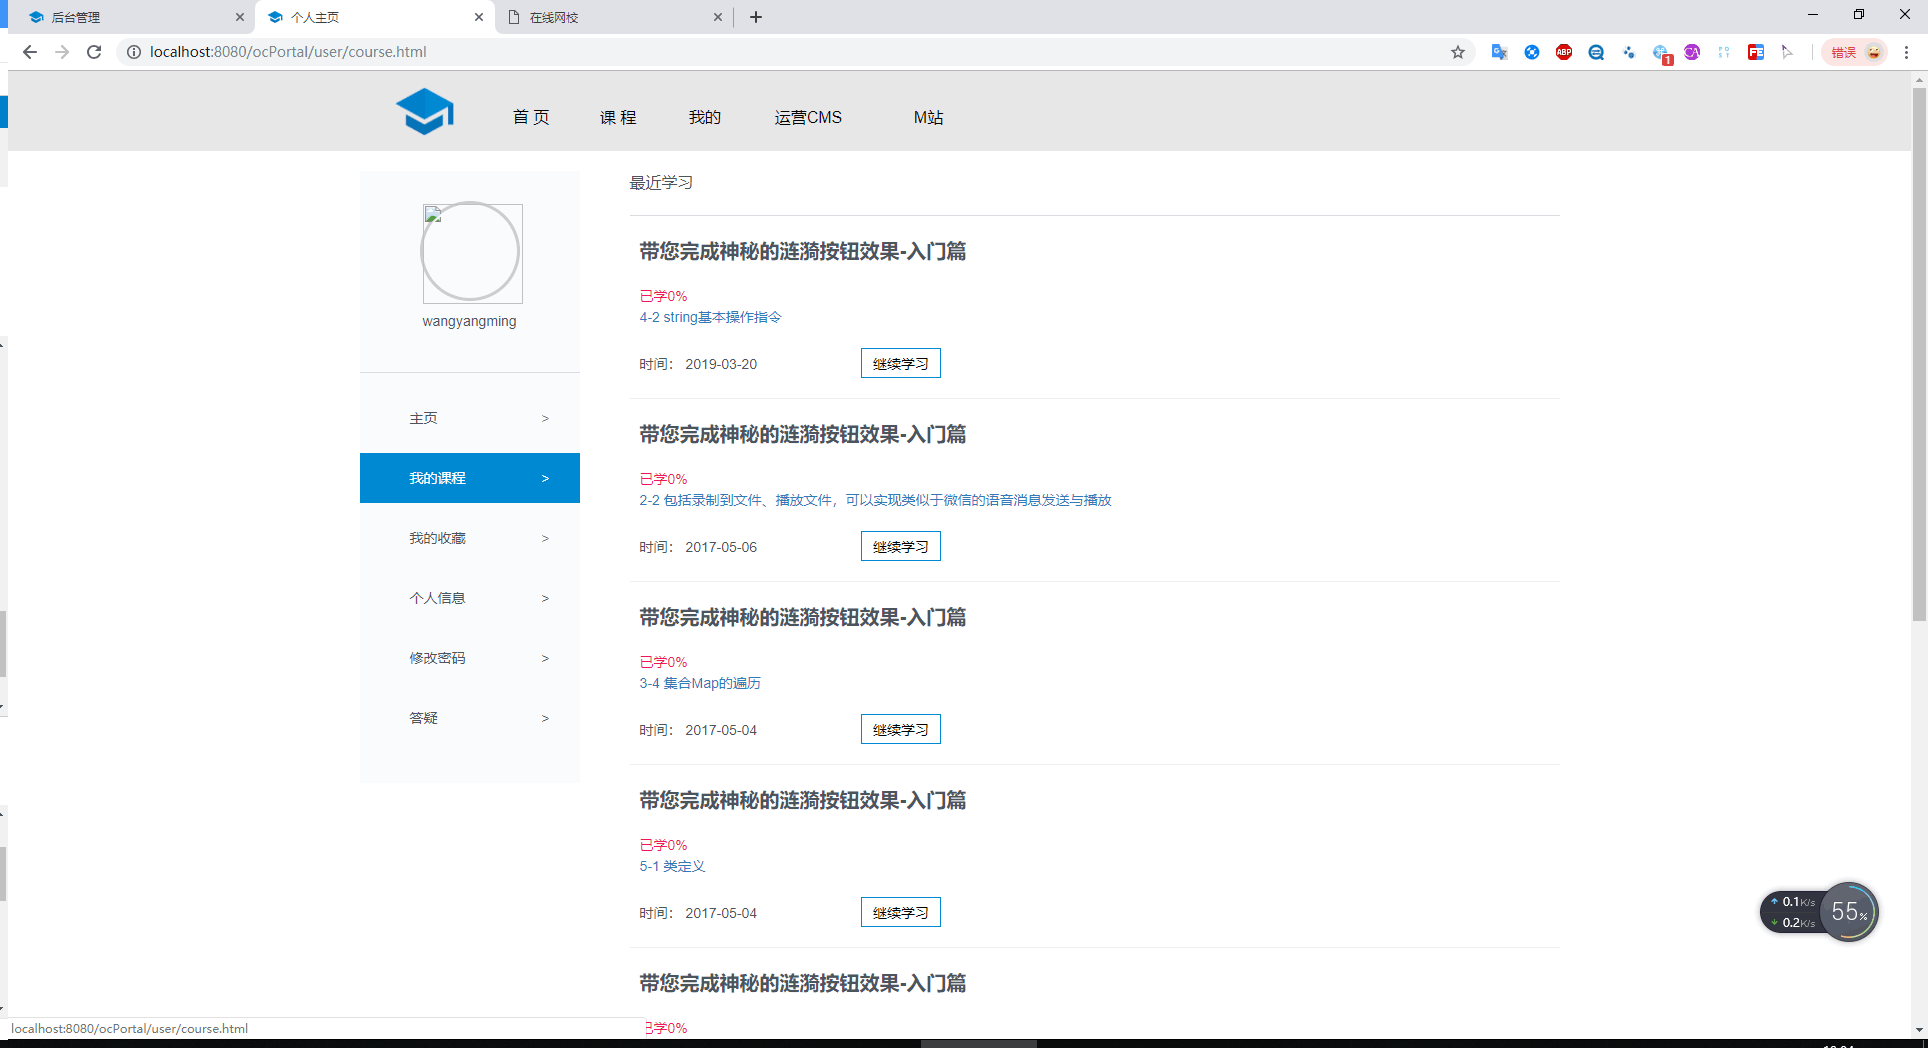 后台管理
个人主页
在线网校
localhost:8080/ocPortal/user/course.html
ABP
1
CA
FE
错误
首 页
课 程
我的
运营CMS
M站
wangyangming
主页 >
我的课程 >
我的收藏 >
个人信息 >
修改密码 >
答疑 >
最近学习
带您完成神秘的涟漪按钮效果-入门篇
已学0%
4-2 string基本操作指令
时间： 2019-03-20
继续学习
带您完成神秘的涟漪按钮效果-入门篇
已学0%
2-2 包括录制到文件、播放文件，可以实现类似于微信的语音消息发送与播放
时间： 2017-05-06
继续学习
带您完成神秘的涟漪按钮效果-入门篇
已学0%
3-4 集合Map的遍历
时间： 2017-05-04
继续学习
带您完成神秘的涟漪按钮效果-入门篇
已学0%
5-1 类定义
时间： 2017-05-04
继续学习
带您完成神秘的涟漪按钮效果-入门篇
已学0%
0.1K/s
0.2K/s
55%
localhost:8080/ocPortal/user/course.html